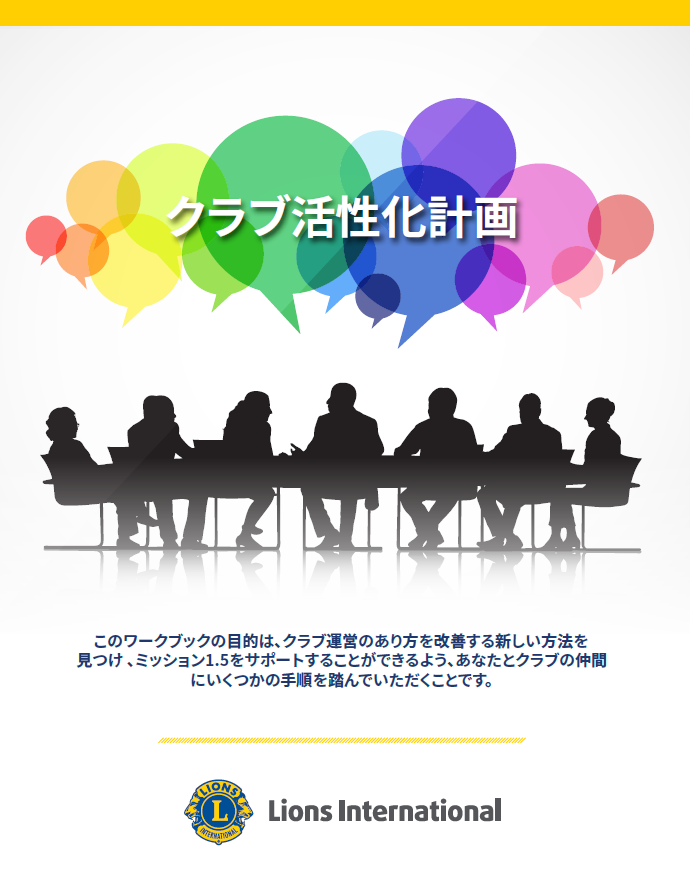 クラブ活性化計画
このワークブックの目的は、クラブ運営のあり方を改善する新しい方法を
見つけ 、ミッション1.5をサポートすることができるよう、あなたとクラブの仲間
にいくつかの手順を踏んでいただくことです。
LIONS
L
INTERNATIONAL
Lions International